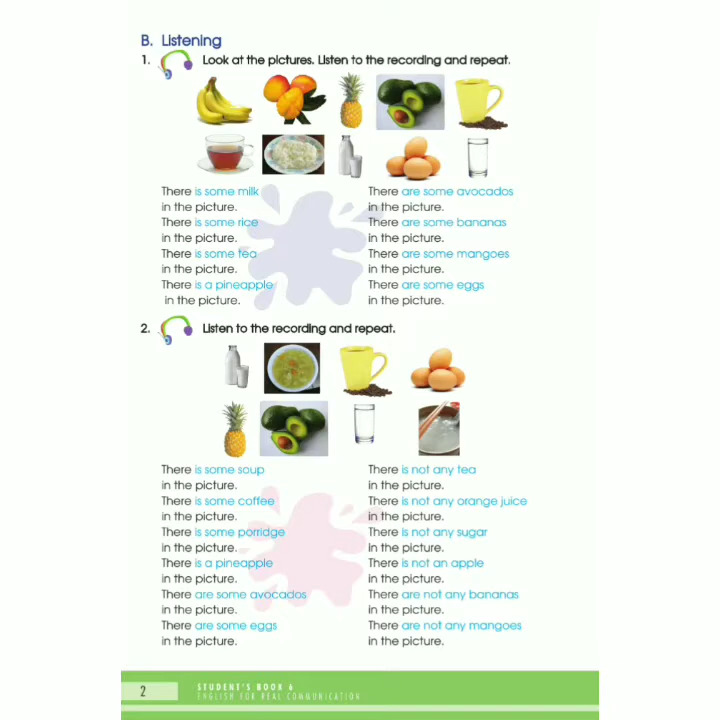 B. Listening
1. Look at the pictures. Listen to the recording and repeat.
There is some milk
in the picture.
There is some rice
in the picture.
There is some tea
in the picture.
There is a pineapple
in the picture.
There are some avocados
in the picture.
There are some bananas
in the picture.
There are some mangoes
in the picture.
There are some eggs
in the picture.
2. Listen to the recording and repeat.
There is some soup
in the picture.
There is some coffee
in the picture.
There is some porridge
in the picture.
There is a pineapple
in the picture.
There are some avocados
in the picture.
There are some eggs
in the picture.
There is not any tea
in the picture.
There is not any orange juice
in the picture.
There is not any sugar
in the picture.
There is not an apple
in the picture.
There are not any bananas
in the picture.
There are not any mangoes
in the picture.
2
STUDENT'S BOOK 6
ENGLISH FOR REAL COMMUNICATION